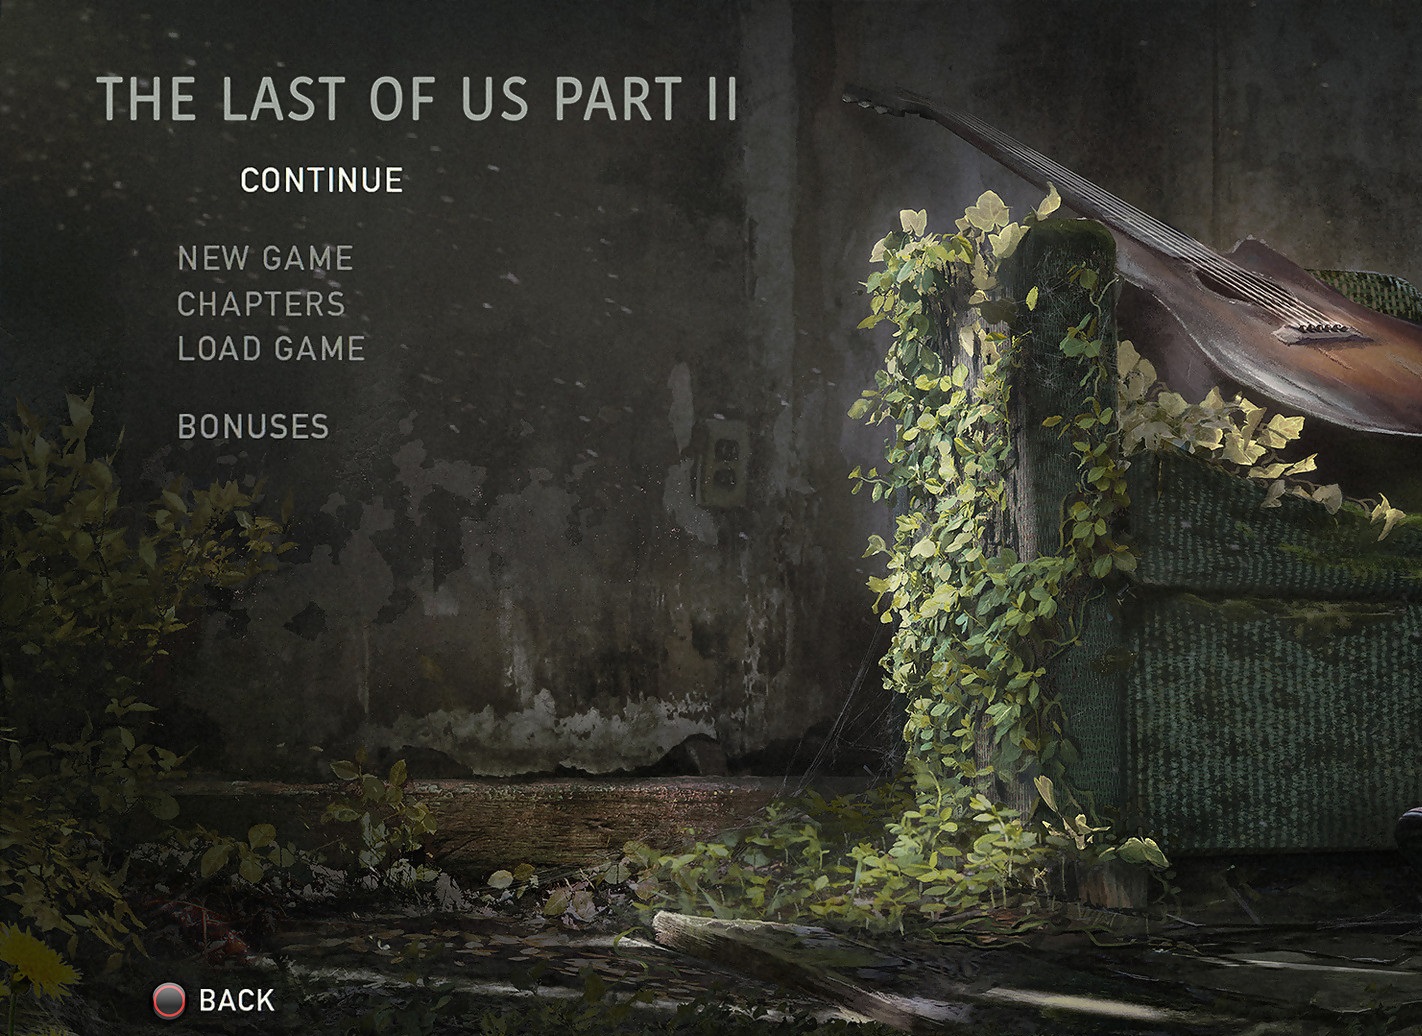 THE LAST OF US PART II
CONTINUE
NEW GAME
CHAPTERS
LOAD GAME
BONUSES
BACK